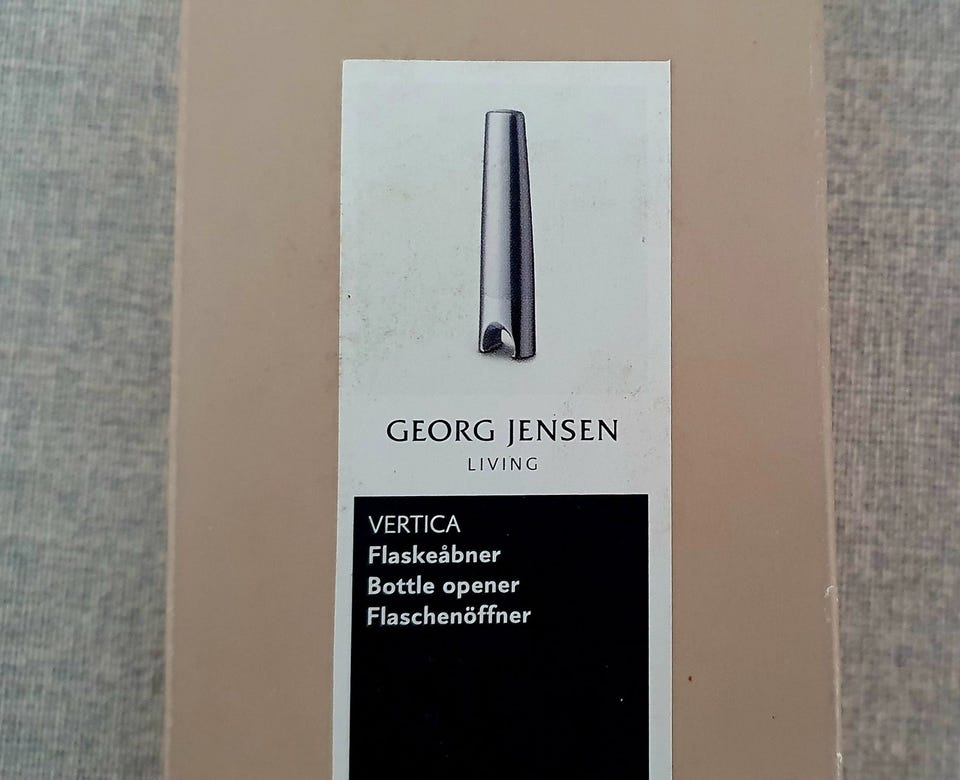 GEORG JENSEN
LIVING
VERTICA
Flaskeåbner
Bottle opener
Flaschenöffner